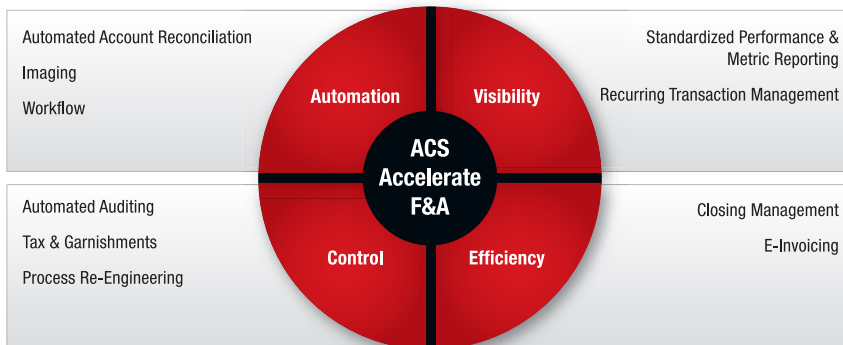 Automated Account Reconciliation
Imaging
Workflow
Automation
Visibility
Standardized Performance &
Metric Reporting
Recurring Transaction Management
ACS
Accelerate
F&A
Automated Auditing
Tax & Garnishments
Process Re-Engineering
Control
Efficiency
Closing Management
E-Invoicing